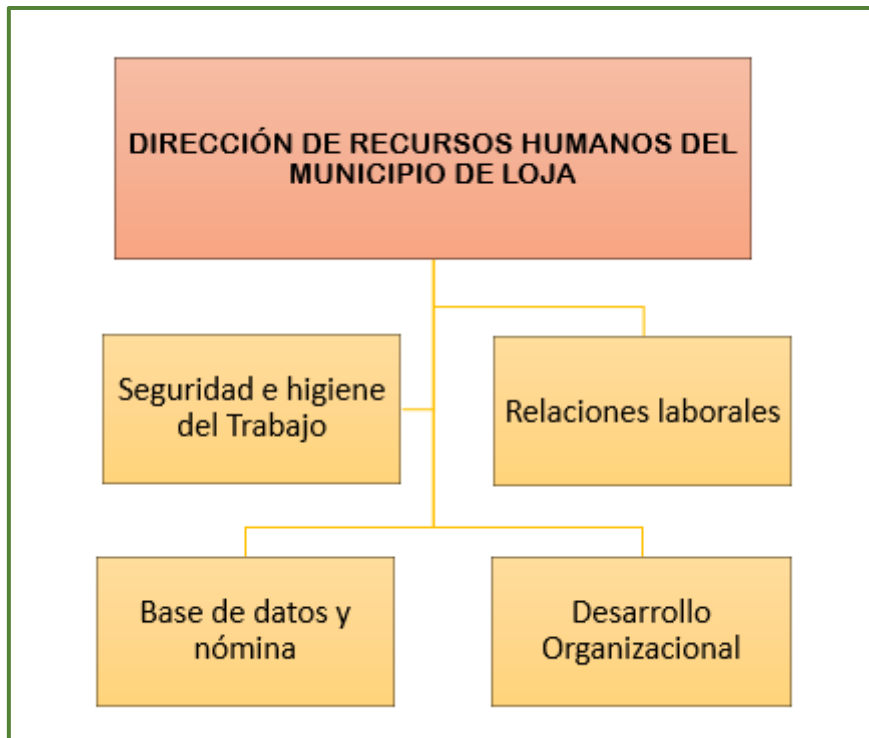 DIRECCIÓN DE RECURSOS HUMANOS DEL
MUNICIPIO DE LOJA
Seguridad e higiene
del Trabajo
Relaciones laborales
Base de datos y
nómina
Desarrollo
Organizacional